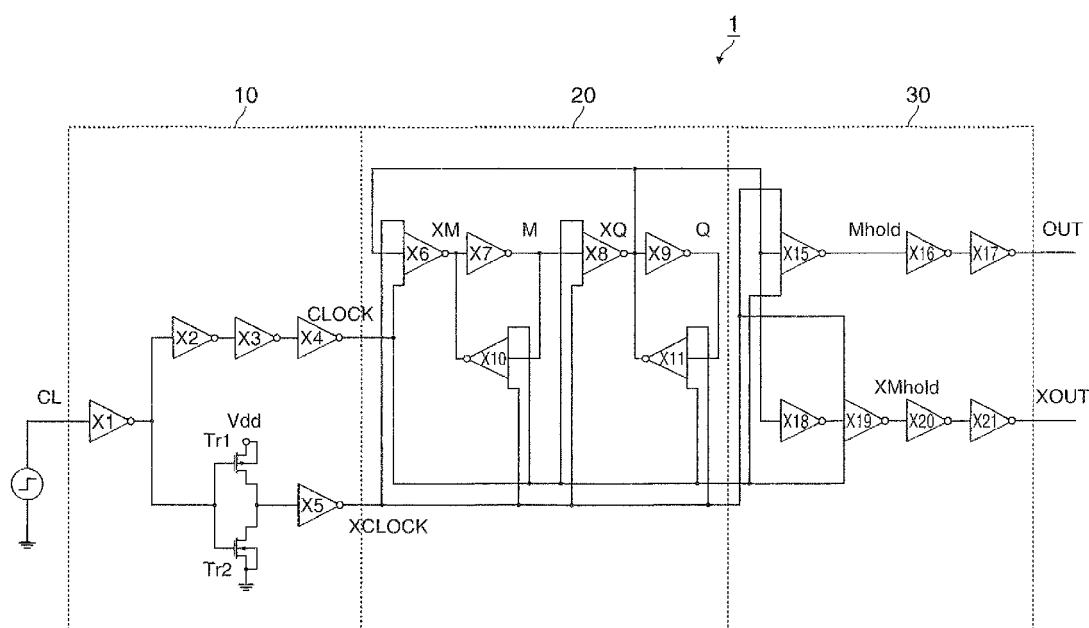 1
10
20
30
XM
M
XQ
Q
Mhold
OUT
X6
X7
X8
X9
X15
X16
X17
CLOCK
X2
X3
X4
X10
X11
CL
X1
Vdd
Tr1
XMhold
XOUT
X18
X19
X20
X21
X5
XCLOCK
Tr2